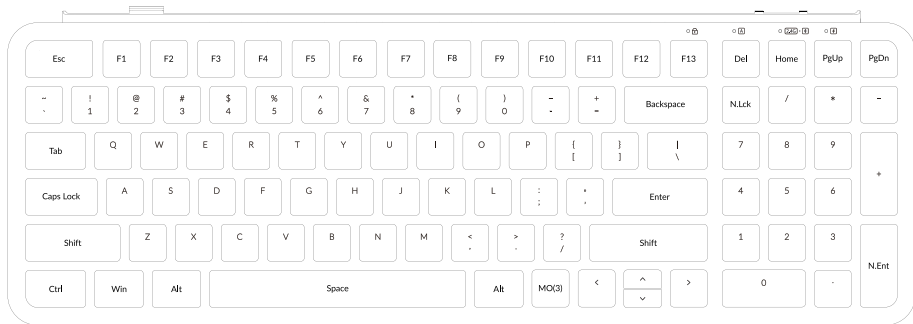 Esc F1 F2 F3 F4 F5 F6 F7 F8 F9 F10 F11 F12 F13 Del Home PgUp PgDn
~ ! @ # $ % ^ & * ( ) _ +
` 1 2 3 4 5 6 7 8 9 0 - = Backspace N.Lck / * -
Tab Q W E R T Y U I O P { } | 7 8 9 +
[ ] \
Caps Lock A S D F G H J K L : " Enter 4 5 6
; '
Shift Z X C V B N M < > ? Shift 1 2 3 N.Ent
, . /
Ctrl Win Alt Space Alt MO(3) < ^ > 0 .
v